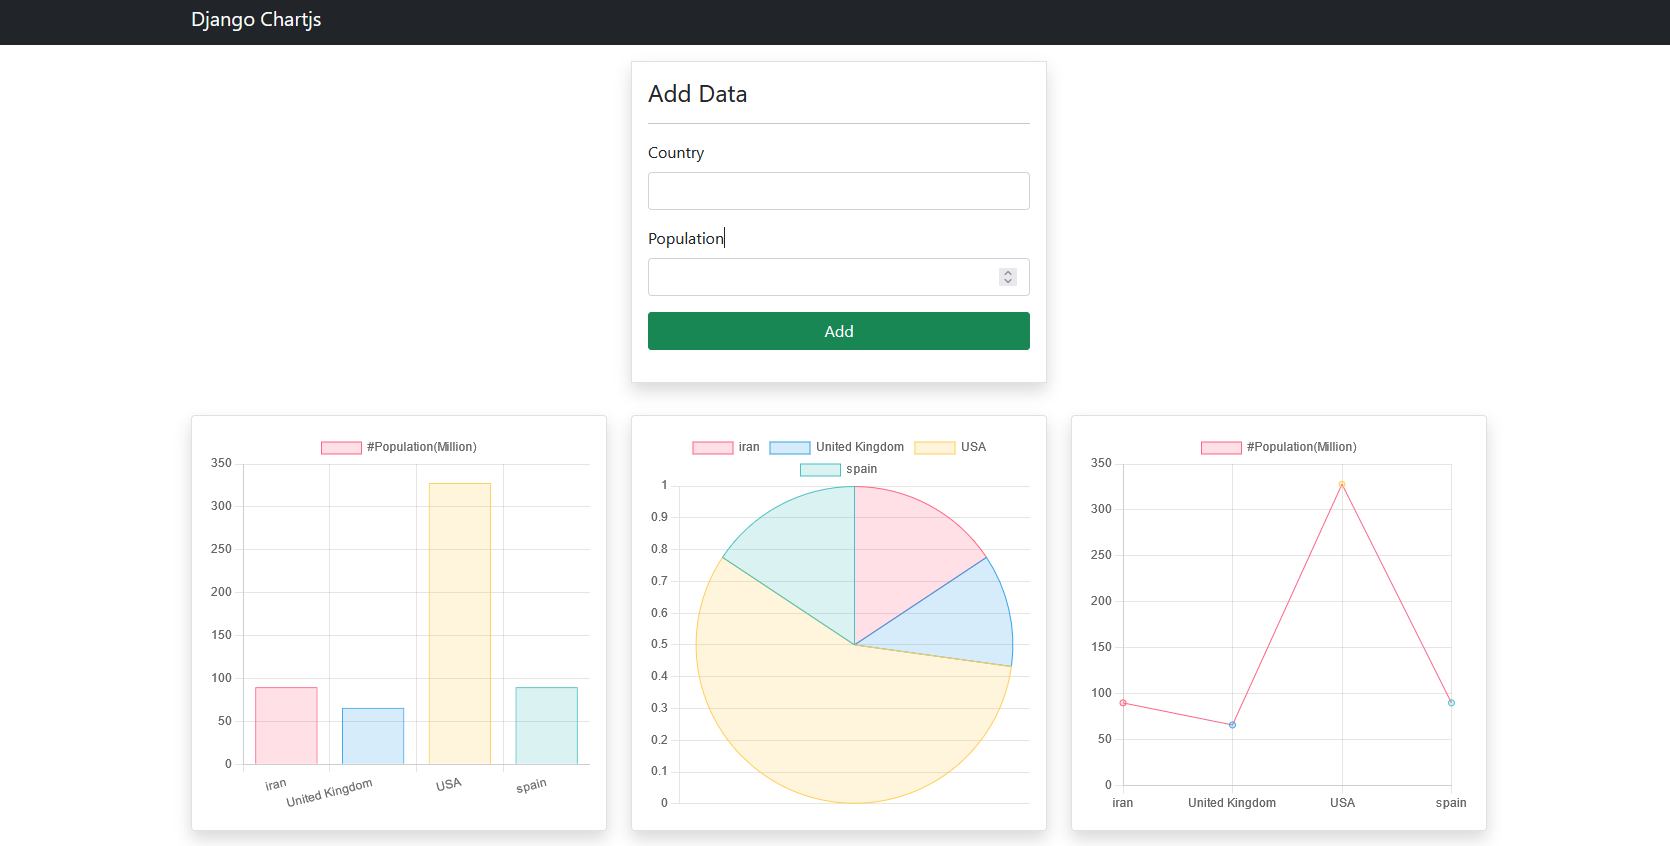 Django Chartjs
Add Data
Country
Population
Add
#Population(Million)
350
300
250
200
150
100
50
0
iran
United Kingdom
USA
spain
iran United Kingdom USA
spain
1
0.9
0.8
0.7
0.6
0.5
0.4
0.3
0.2
0.1
0
#Population(Million)
350
300
250
200
150
100
50
0
iran United Kingdom USA spain